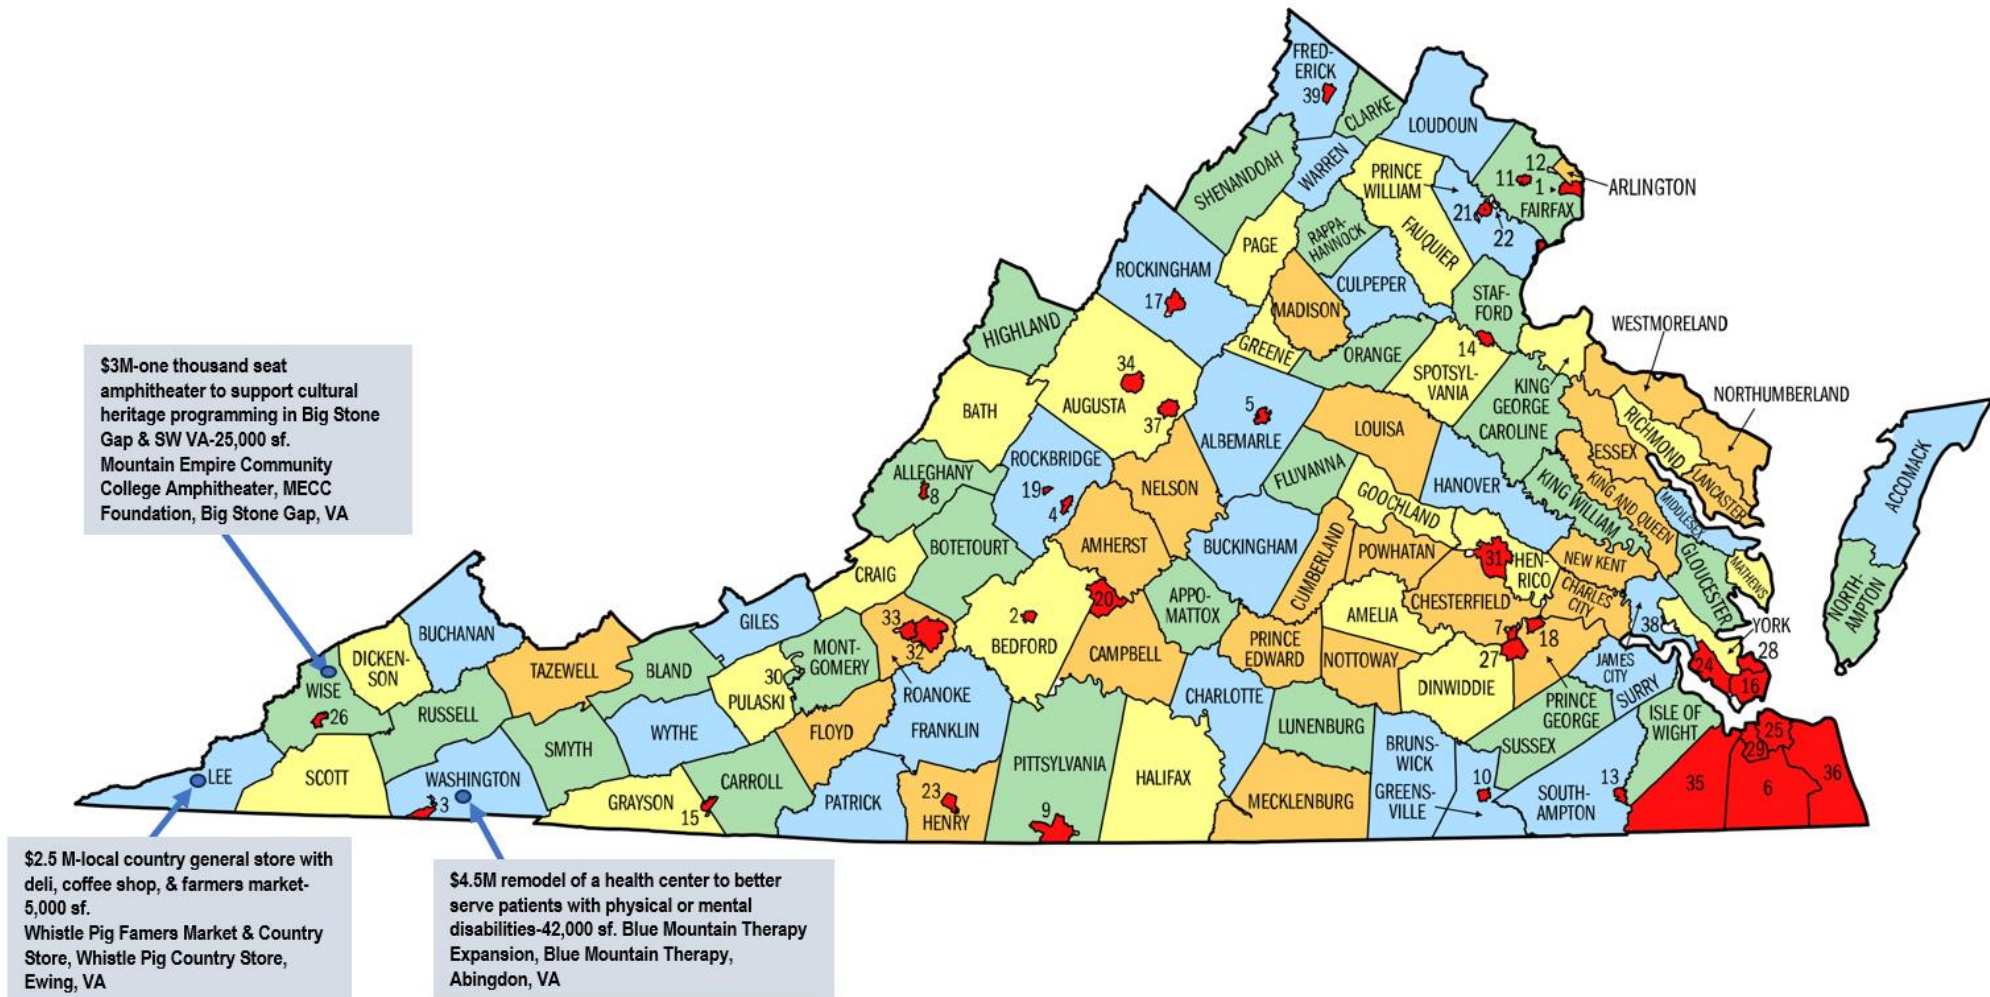 FRED-
ERICK
39
CLARKE
LOUDOUN
WARREN
SHENANDOAH
PRINCE
WILLIAM
12
11
1
ARLINGTON
FAIRFAX
21
22
PAGE
RAPPA-
HANNOCK
FAUQUIER
ROCKINGHAM
17
CULPEPER
MADISON
STAF-
FORD
HIGHLAND
GREENE
ORANGE
14
SPOTSYL-
VANIA
WESTMORELAND
KING
GEORGE
NORTHUMBERLAND
$3M-one thousand seat
amphitheater to support cultural
heritage programming in Big Stone
Gap & SW VA-25,000 sf.
Mountain Empire Community
College Amphitheater, MECC
Foundation, Big Stone Gap, VA
34
AUGUSTA
37
BATH
5
ALBEMARLE
LOUISA
CAROLINE
RICHMOND
ESSEX
LANCASTER
ACCOMACK
ALLEGHANY
8
ROCKBRIDGE
19
4
NELSON
FLUVANNA
GOOCHLAND
HANOVER
KING WILLIAM
KING AND QUEEN
MIDDLESEX
BOTETOURT
AMHERST
BUCKINGHAM
CUMBERLAND
POWHATAN
31
HEN-
RICO
NEW KENT
GLOUCESTER
MATHEWS
NORTH-
AMPTON
CRAIG
20
APPO-
MATTOX
AMELIA
CHESTERFIELD
CHARLES
CITY
38
YORK
28
BUCHANAN
GILES
33
32
2
BEDFORD
CAMPBELL
PRINCE
EDWARD
NOTTOWAY
7
18
27
24
16
DICKEN-
SON
TAZEWELL
BLAND
MONT-
GOMERY
30
PULASKI
ROANOKE
JAMES
CITY
SURRY
WISE
26
RUSSELL
SMYTH
WYTHE
FLOYD
FRANKLIN
CHARLOTTE
LUNENBURG
DINWIDDIE
PRINCE
GEORGE
SUSSEX
ISLE OF
WIGHT
25
29
LEE
SCOTT
WASHINGTON
3
GRAYSON
15
CARROLL
PATRICK
23
HENRY
PITTSYLVANIA
9
HALIFAX
MECKLENBURG
BRUNS-
WICK
GREENS-
VILLE
10
SOUTH-
AMPTON
13
35
6
36
$2.5 M-local country general store with
deli, coffee shop, & farmers market-
5,000 sf.
Whistle Pig Famers Market & Country
Store, Whistle Pig Country Store,
Ewing, VA
$4.5M remodel of a health center to better
serve patients with physical or mental
disabilities-42,000 sf. Blue Mountain Therapy
Expansion, Blue Mountain Therapy,
Abingdon, VA